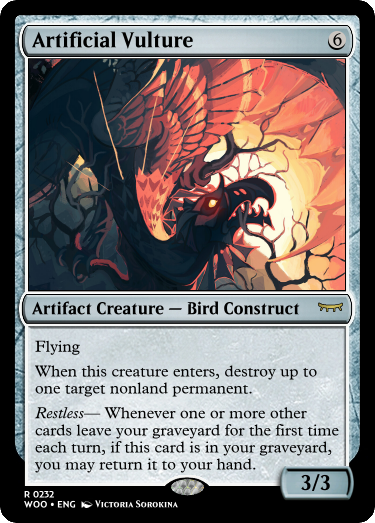 Artificial Vulture 6
Artifact Creature — Bird Construct
Flying
When this creature enters, destroy up to
one target nonland permanent.
Restless— Whenever one or more other
cards leave your graveyard for the first time
each turn, if this card is in your graveyard,
you may return it to your hand.
3/3
R 0232
WOO • ENG Victoria Sorokina